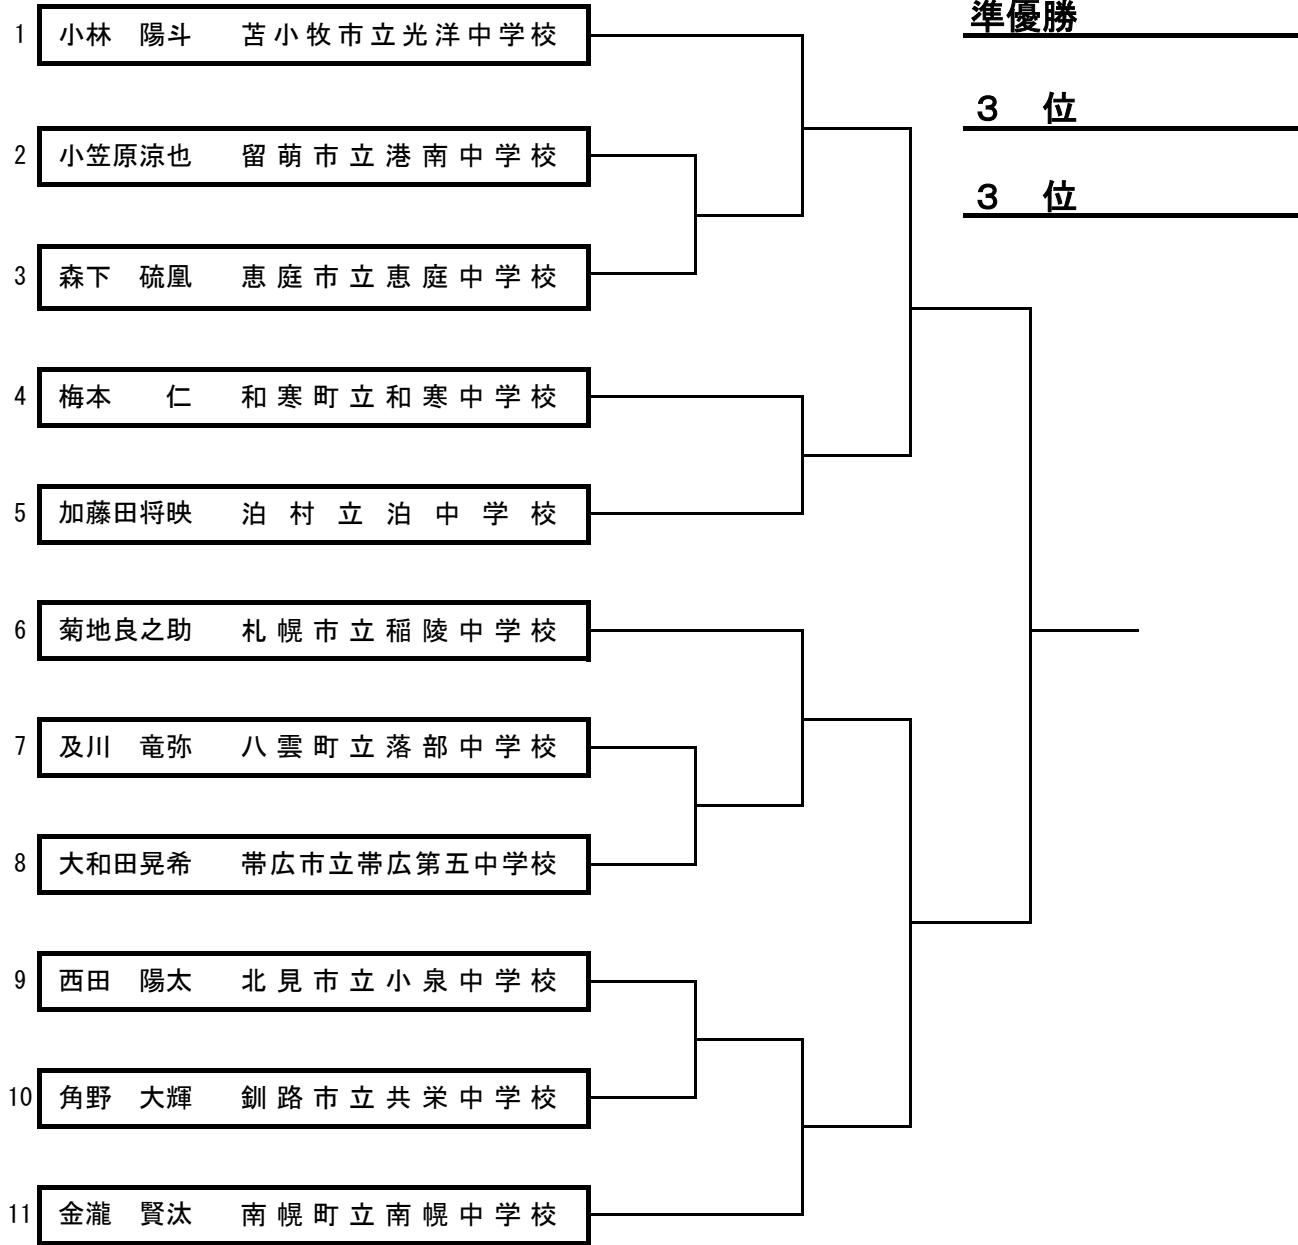 準優勝
３　位
３　位
1 小林　陽斗 苫小牧市立光洋中学校
2 小笠原涼也 留萌市立港南中学校
3 森下　硫凰 恵庭市立恵庭中学校
4 梅本　　仁 和寒町立和寒中学校
5 加藤田将映 泊村立泊中学校
6 菊地良之助 札幌市立稲陵中学校
7 及川　竜弥 八雲町立落部中学校
8 大和田晃希 帯広市立帯広第五中学校
9 西田　陽太 北見市立小泉中学校
10 角野　大輝 釧路市立共栄中学校
11 金瀧　賢汰 南幌町立南幌中学校